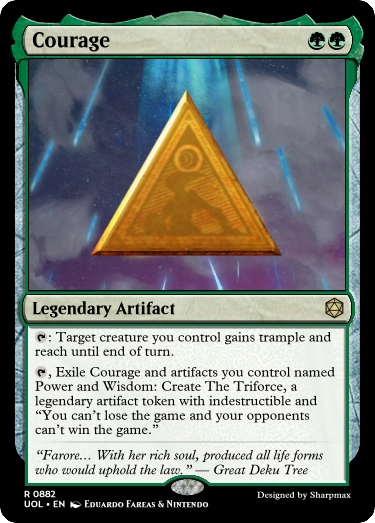 Courage
Legendary Artifact
: Target creature you control gains trample and
reach until end of turn.
, Exile Courage and artifacts you control named
Power and Wisdom: Create The Triforce, a
legendary artifact token with indestructible and
“You can’t lose the game and your opponents
can’t win the game.”
“Farore… With her rich soul, produced all life forms
who would uphold the law.” — Great Deku Tree
R 0882
Designed by Sharpmax
UOL • EN Eduardo Fareas & Nintendo